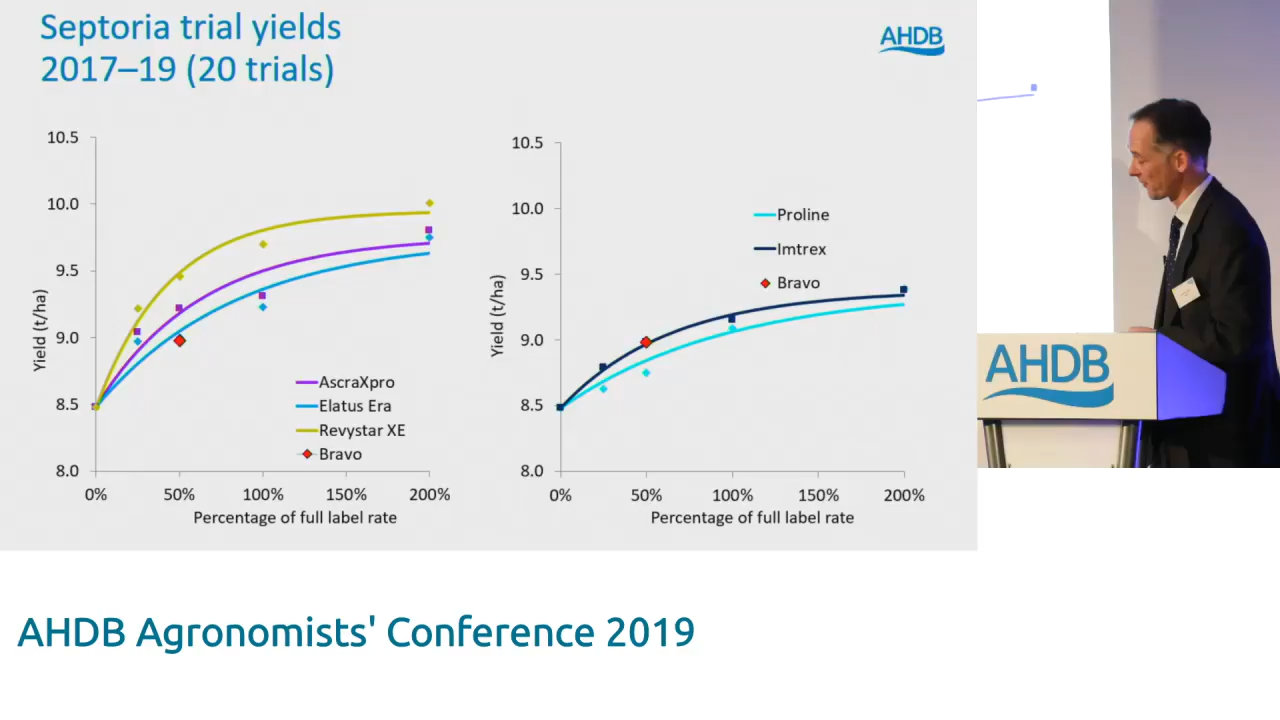 Septoria trial yields
2017–19 (20 trials)
AHDB
Yield (t/ha)
10.5
10.0
9.5
9.0
8.5
8.0
0%
50%
100%
150%
200%
Percentage of full label rate
AscraXpro
Elatus Era
Revystar XE
Bravo
Yield (t/ha)
10.5
10.0
9.5
9.0
8.5
8.0
0%
50%
100%
150%
200%
Percentage of full label rate
Proline
Imtrex
Bravo
AHDB
AHDB Agronomists' Conference 2019